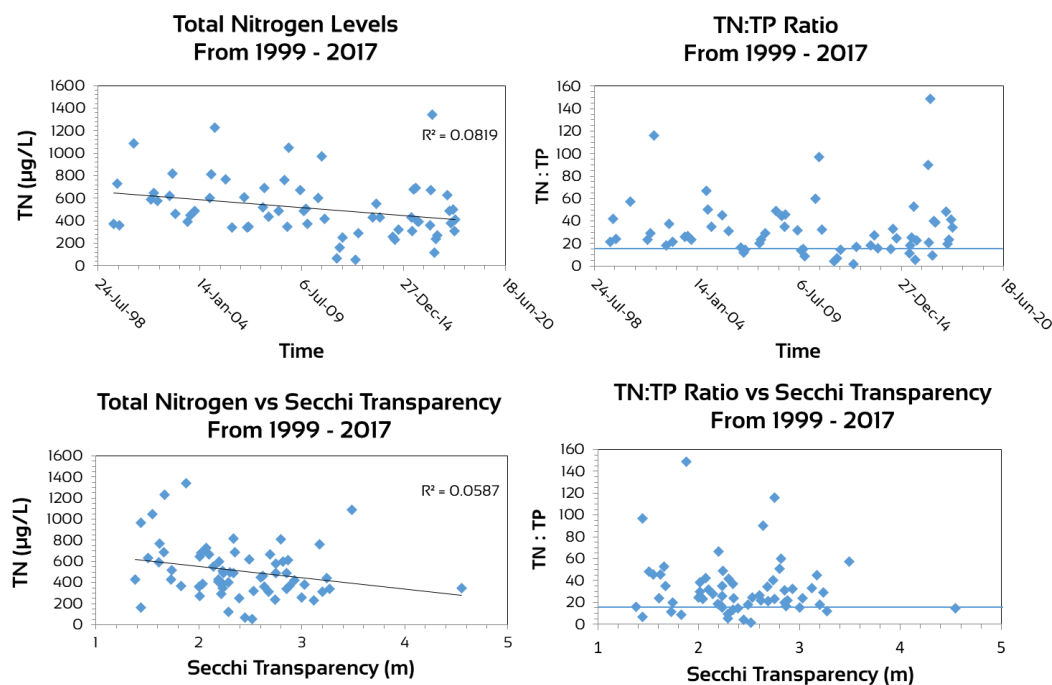 Total Nitrogen Levels
From 1999 - 2017
TN (µg/L)
1600
1400
1200
1000
800
600
400
200
0
R² = 0.0819
24-Jul-98
14-Jan-04
6-Jul-09
27-Dec-14
18-Jun-20
Time
TN:TP Ratio
From 1999 - 2017
TN : TP
160
140
120
100
80
60
40
20
0
24-Jul-98
14-Jan-04
6-Jul-09
27-Dec-14
18-Jun-20
Time
Total Nitrogen vs Secchi Transparency
From 1999 - 2017
TN (µg/L)
1600
1400
1200
1000
800
600
400
200
0
R² = 0.0587
1
2
3
4
5
Secchi Transparency (m)
TN:TP Ratio vs Secchi Transparency
From 1999 - 2017
TN : TP
160
140
120
100
80
60
40
20
0
1
2
3
4
5
Secchi Transparency (m)